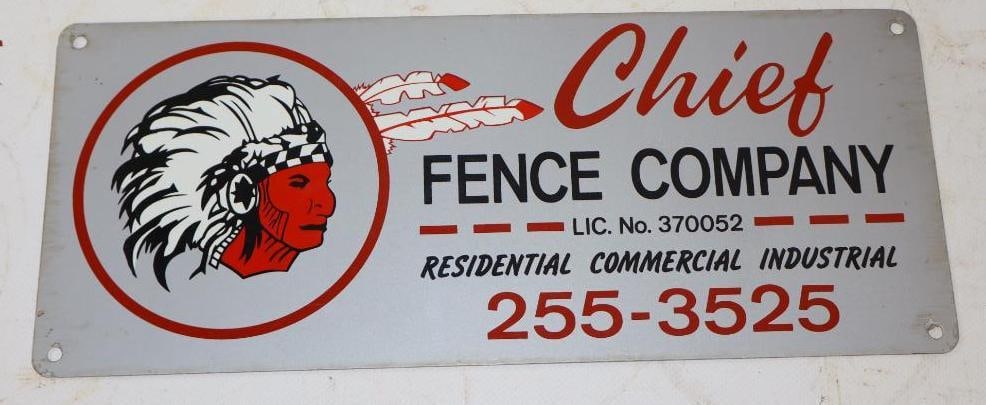 Chief
FENCE COMPANY
LIC. No. 370052
RESIDENTIAL COMMERCIAL INDUSTRIAL
255-3525